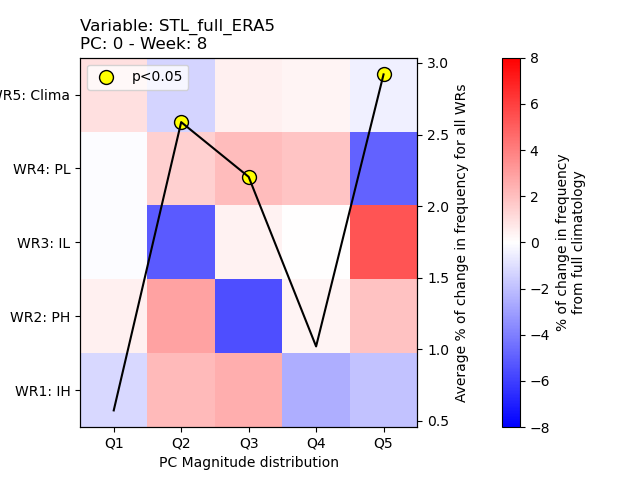 Variable: STL_full_ERA5
PC: 0 - Week: 8
p<0.05
WR5: Clima
WR4: PL
WR3: IL
WR2: PH
WR1: IH
Q1 Q2 Q3 Q4 Q5
PC Magnitude distribution
3.0
2.5
2.0
1.5
1.0
0.5
Average % of change in frequency for all WRs
8
6
4
2
0
−2
−4
−6
−8
% of change in frequency
from full climatology